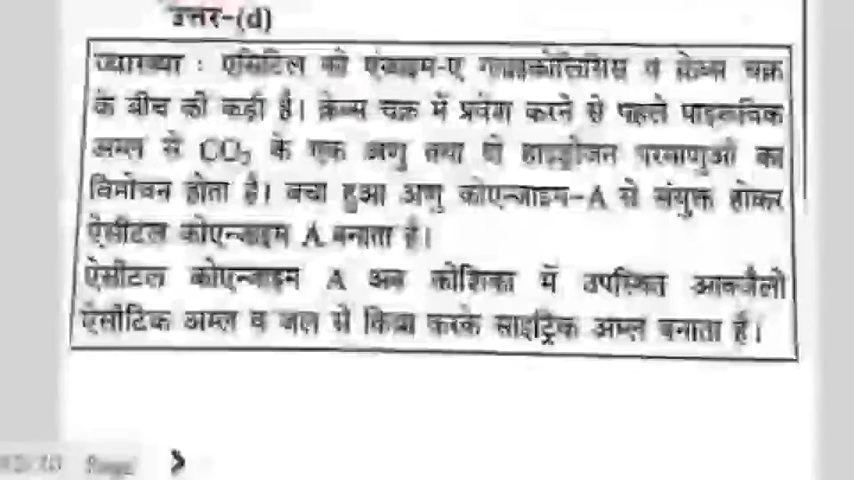 उत्तर-(d)
व्याख्या : एसिटिल को एंजाइम-ए ग्लाइकोलिसिस व क्रेब्स चक्र
के बीच की कड़ी है। क्रेब्स चक्र में प्रवेश करने से पहले पाइरूविक
अम्ल से CO₂ के एक अणु तथा दो हाइड्रोजन परमाणुओं का
विमोचन होता है। बचा हुआ अणु कोएन्जाइम-A से संयुक्त होकर
ऐसीटिल कोएन्जाइम A बनाता है।
ऐसीटिल कोएन्जाइम A अब कोशिका में उपस्थित आक्जैलो
ऐसीटिक अम्ल व जल से क्रिया करके साइट्रिक अम्ल बनाता है।
Page